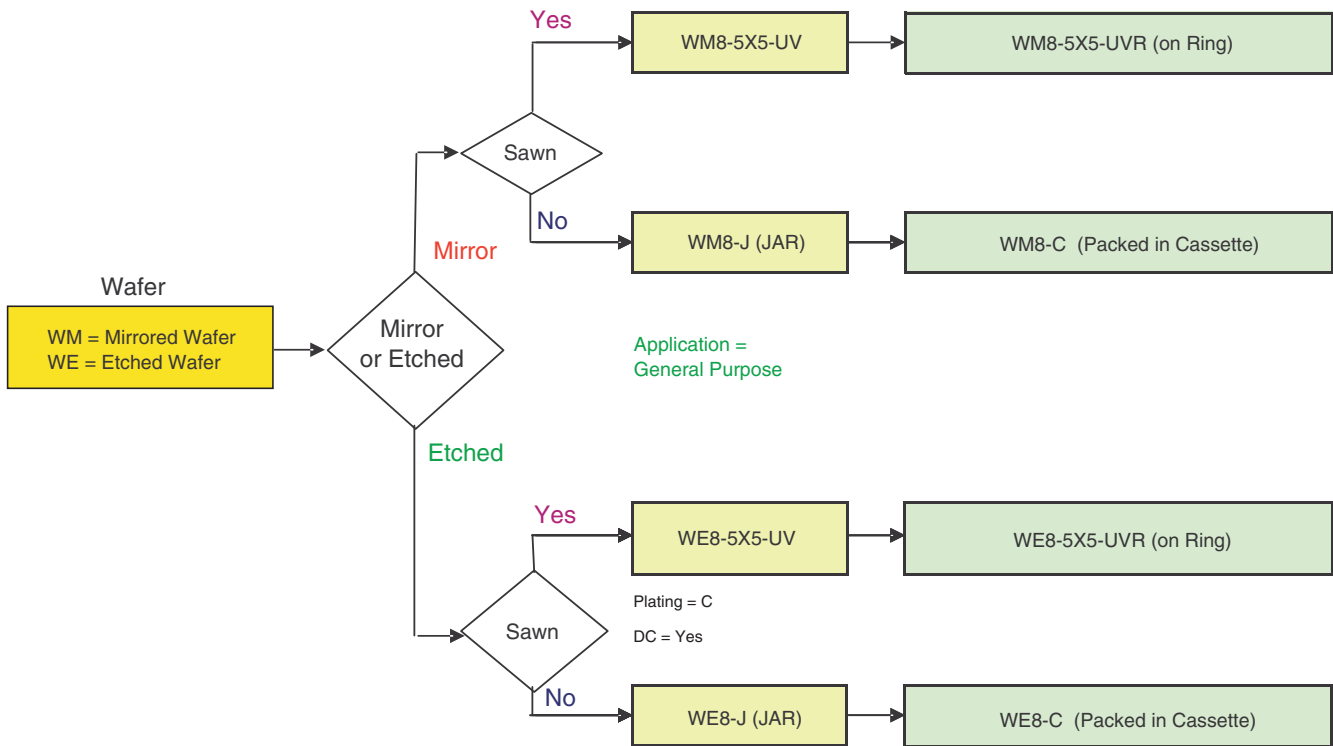 Yes
WM8-5X5-UV
WM8-5X5-UVR (on Ring)
Sawn
No
WM8-J (JAR)
WM8-C (Packed in Cassette)
Mirror
Wafer
WM = Mirrored Wafer
WE = Etched Wafer
Mirror
or Etched
Application =
General Purpose
Etched
Yes
WE8-5X5-UV
WE8-5X5-UVR (on Ring)
Plating = C
Sawn
DC = Yes
No
WE8-J (JAR)
WE8-C (Packed in Cassette)